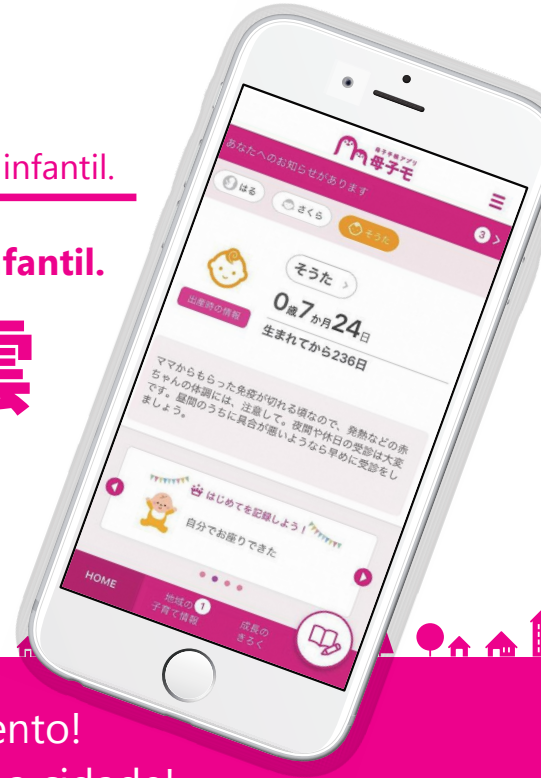 infantil.
fantil.
雲
母子手帳アプリ
母子モ
あなたへのお知らせがあります
3
はる
さくら
そうた
そうた
0歳7か月24日
生まれてから236日
出産時の情報
ママからもらった免疫が切れる頃なので、発熱などの赤
ちゃんの体調には、注意して。夜間や休日の受診は大変
です。昼間のうちに具合が悪いようなら早めに受診をし
ましょう。
はじめてを記録しよう!
自分でお座りできた
HOME
地域の
子育て情報
1
成長の
きろく
ento!
cidade!